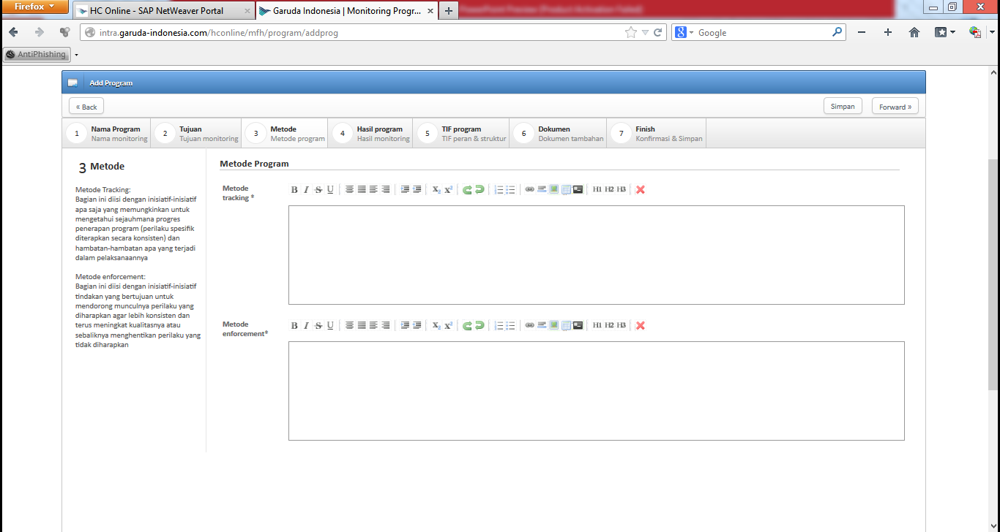 Firefox
HC Online - SAP NetWeaver Portal
Garuda Indonesia | Monitoring Progr...
PowerPoint Preview (Product Activation Failed)
intra.garuda-indonesia.com/hconline/mfh/program/addprog
Google
AntiPhishing
Add Program
« Back
Simpan
Forward »
1 Nama Program
Nama monitoring
2 Tujuan
Tujuan monitoring
3 Metode
Metode program
4 Hasil program
Hasil monitoring
5 TIF program
TIF peran & struktur
6 Dokumen
Dokumen tambahan
7 Finish
Konfirmasi & Simpan
3 Metode
Metode Tracking:
Bagian ini diisi dengan inisiatif-inisiatif
apa saja yang memungkinkan untuk
mengetahui sejauhmana progres
penerapan program (perilaku spesifik
diterapkan secara konsisten) dan
hambatan-hambatan apa yang terjadi
dalam pelaksanaannya
Metode enforcement:
Bagian ini diisi dengan inisiatif-inisiatif
tindakan yang bertujuan untuk
mendorong munculnya perilaku yang
diharapkan agar lebih konsisten dan
terus meningkat kualitasnya atau
sebaliknya menghentikan perilaku yang
tidak diharapkan
Metode Program
Metode
tracking *
B I S U X₂ X² H1 H2 H3
Metode
enforcement*
B I S U X₂ X² H1 H2 H3